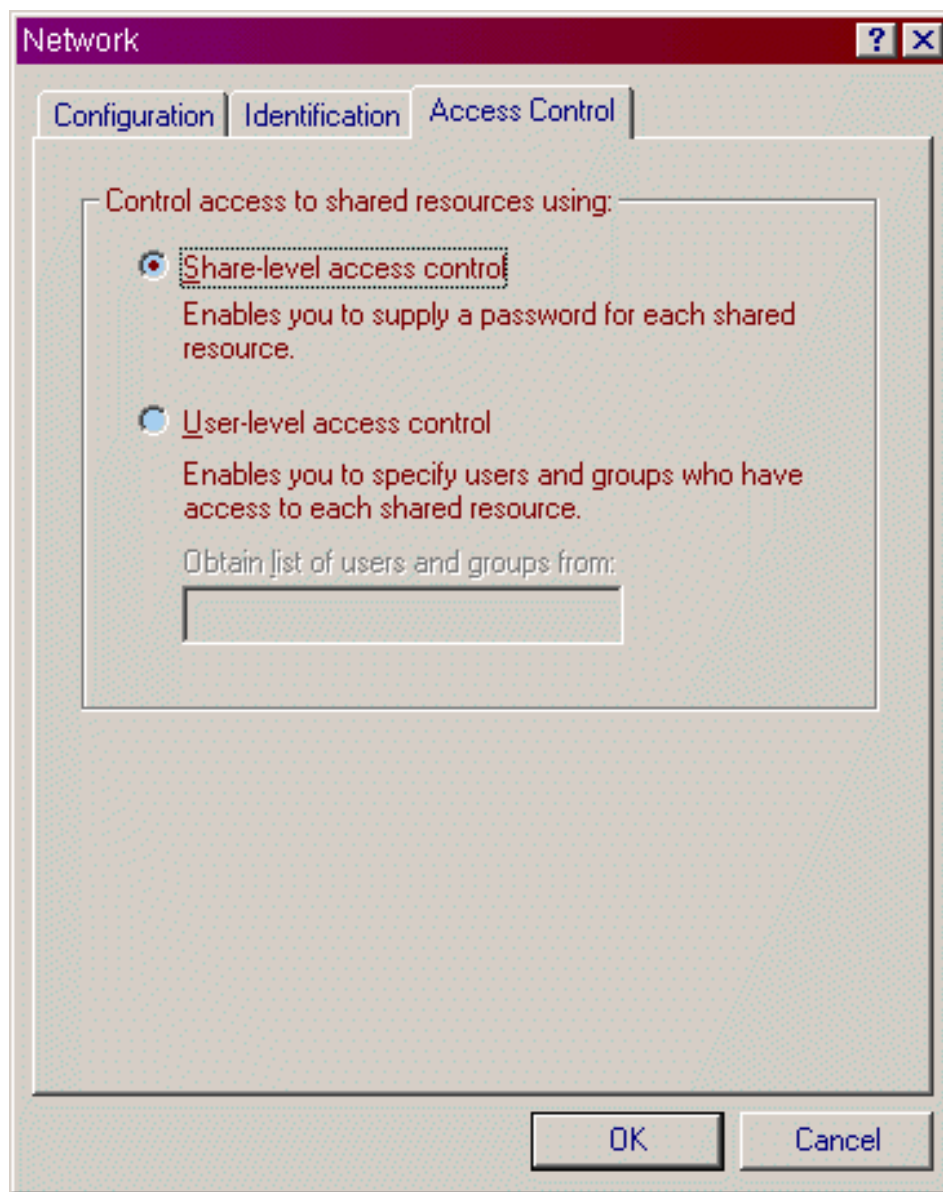 Network
?
Configuration Identification Access Control
Control access to shared resources using:
Share-level access control
Enables you to supply a password for each shared
resource.
User-level access control
Enables you to specify users and groups who have
access to each shared resource.
Obtain list of users and groups from:
OK Cancel